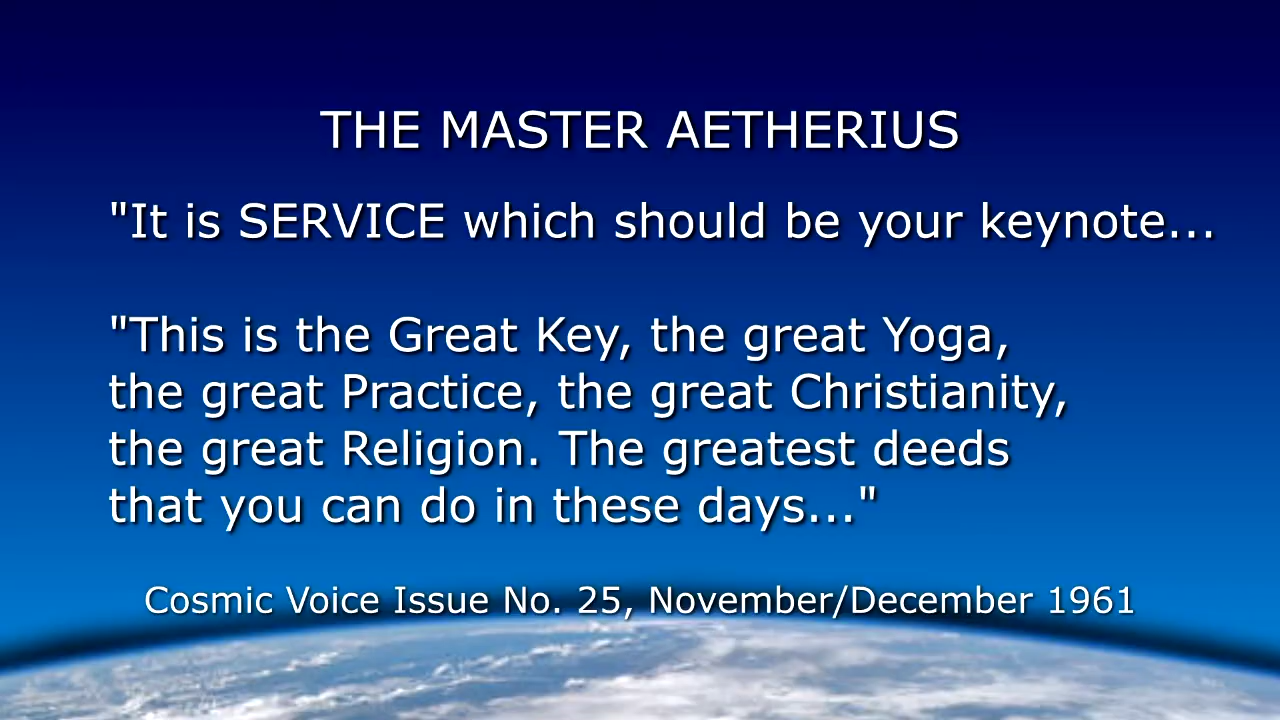 THE MASTER AETHERIUS
"It is SERVICE which should be your keynote...
"This is the Great Key, the great Yoga,
the great Practice, the great Christianity,
the great Religion. The greatest deeds
that you can do in these days..."
Cosmic Voice Issue No. 25, November/December 1961